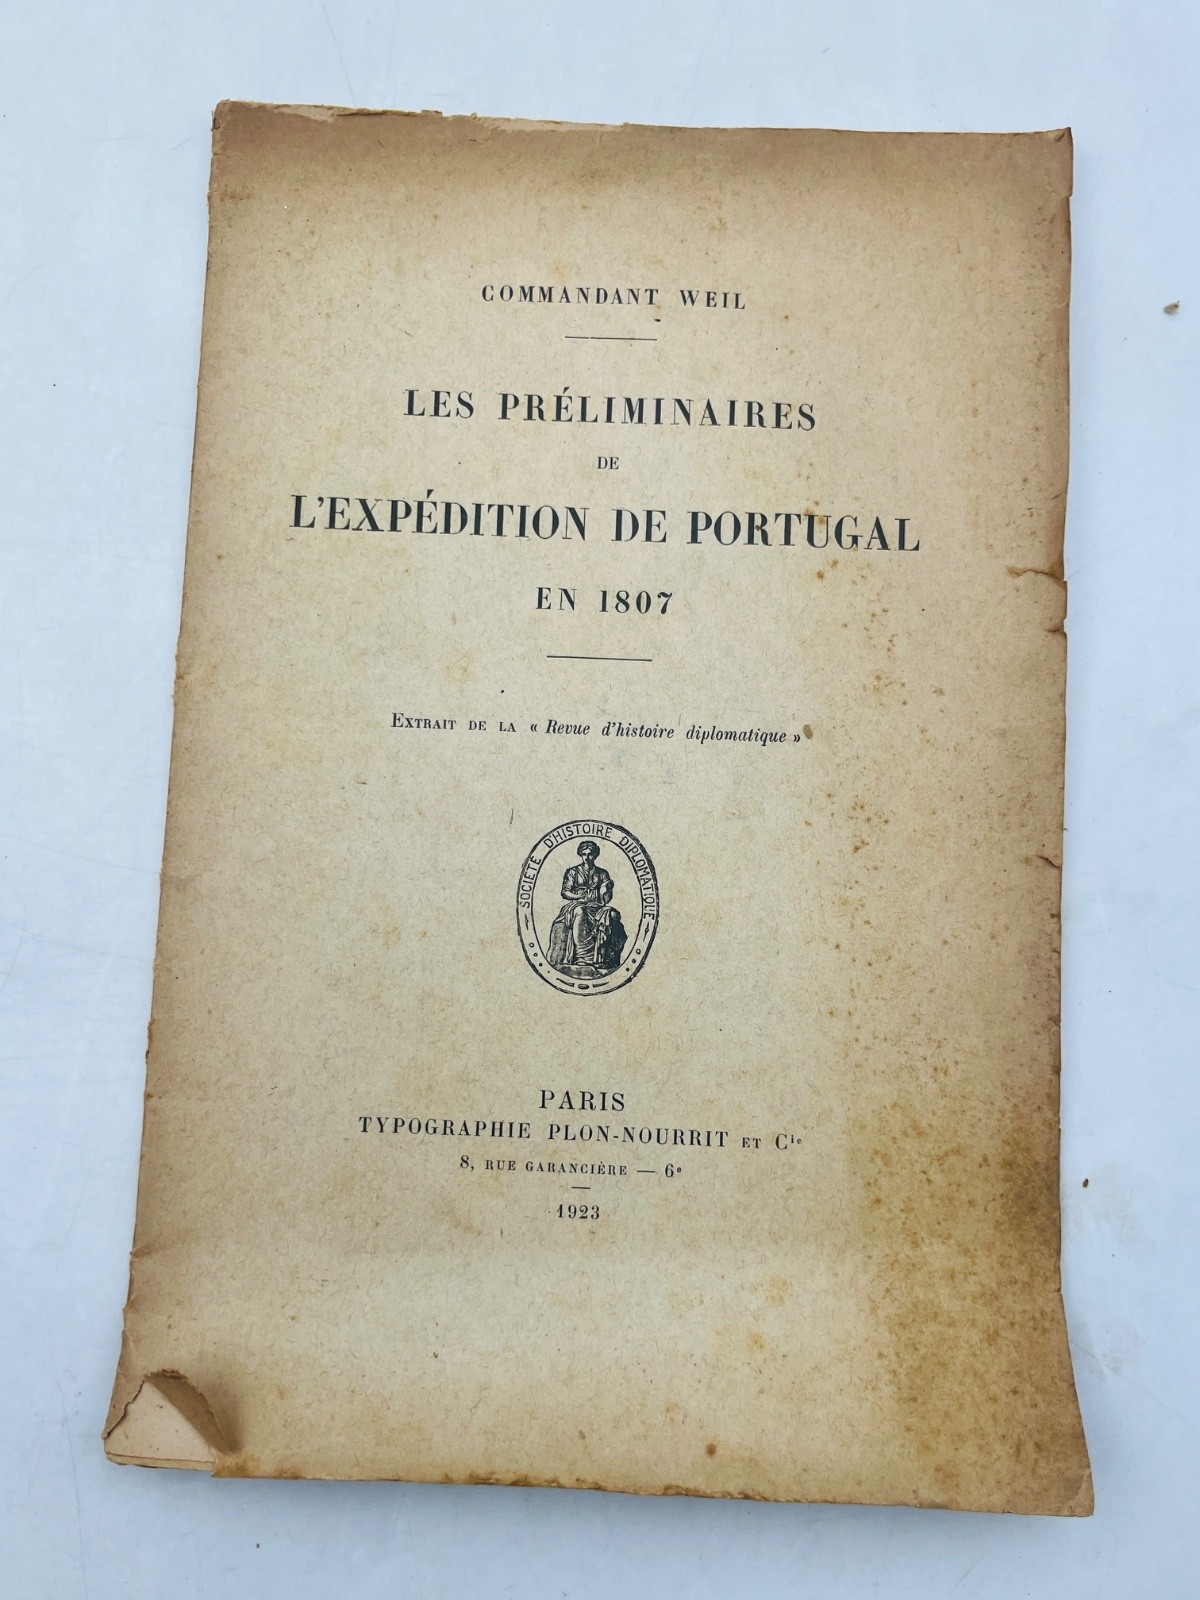 COMMANDANT WEIL
LES PRÉLIMINAIRES
DE
L'EXPÉDITION DE PORTUGAL
EN 1807
EXTRAIT DE LA « Revue d'histoire diplomatique »
SOCIÉTÉ D'HISTOIRE DIPLOMATIQUE
PARIS
TYPOGRAPHIE PLON-NOURRIT ET Cie
8, RUE GARANCIÈRE — 6e
1923